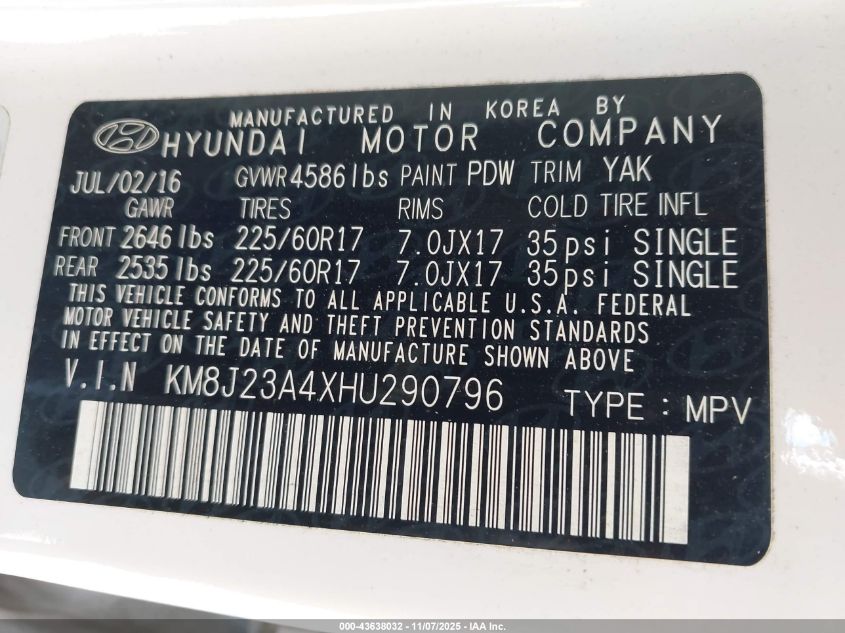 MANUFACTURED IN KOREA BY
HYUNDAI MOTOR COMPANY
JUL/02/16 GVWR 4586 lbs PAINT PDW TRIM YAK
GAWR TIRES RIMS COLD TIRE INFL
FRONT 2646 lbs 225/60R17 7.0JX17 35psi SINGLE
REAR 2535 lbs 225/60R17 7.0JX17 35psi SINGLE
THIS VEHICLE CONFORMS TO ALL APPLICABLE U.S.A. FEDERAL
MOTOR VEHICLE SAFETY AND THEFT PREVENTION STANDARDS
IN EFFECT ON THE DATE OF MANUFACTURE SHOWN ABOVE
V.I.N KM8J23A4XHU290796 TYPE : MPV
000-43638032 - 11/07/2025 - IAA Inc.